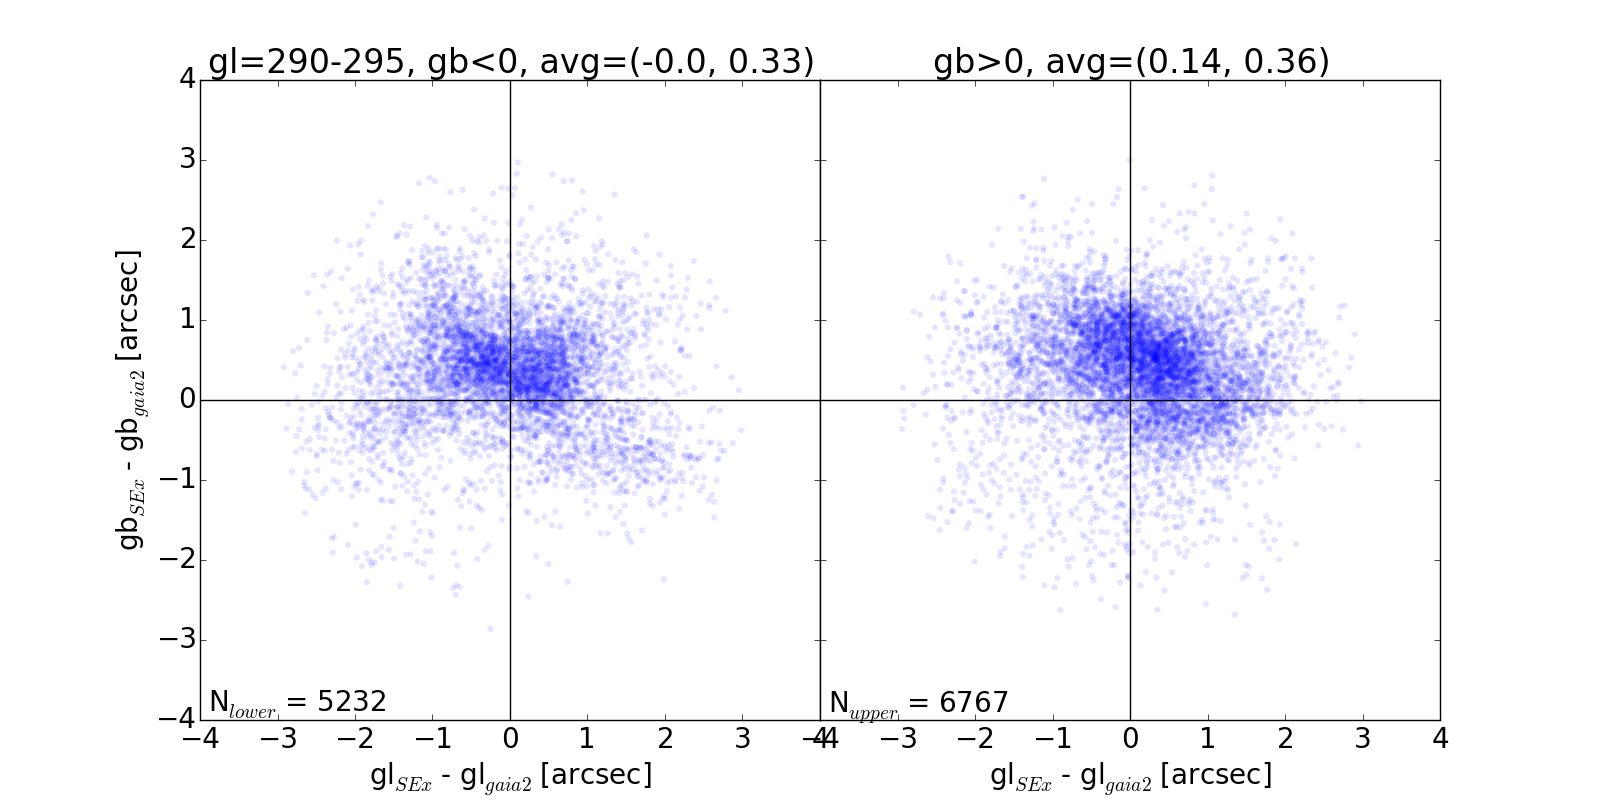 gl=290-295, gb<0, avg=(-0.0, 0.33)
gb>0, avg=(0.14, 0.36)
gb_SEx - gb_gaia2 [arcsec]
4
3
2
1
0
−1
−2
−3
−4
N_lower = 5232
N_upper = 6767
−4 −3 −2 −1 0 1 2 3 4
−4 −3 −2 −1 0 1 2 3 4
gl_SEx - gl_gaia2 [arcsec]
gl_SEx - gl_gaia2 [arcsec]